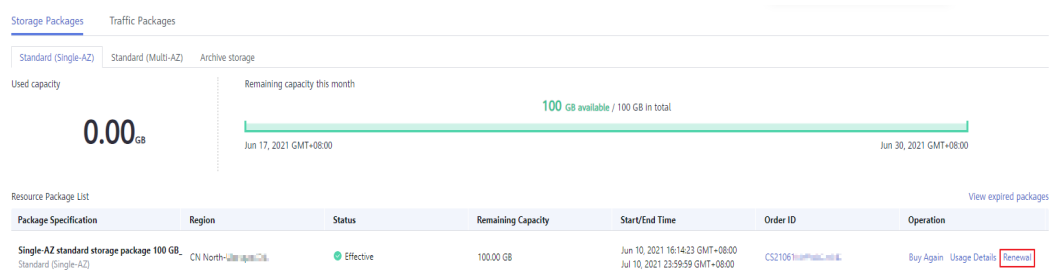 Storage Packages Traffic Packages
Standard (Single-AZ) Standard (Multi-AZ) Archive storage
Used capacity Remaining capacity this month
100 GB available / 100 GB in total
0.00 GB
Jun 17, 2021 GMT+08:00 Jun 30, 2021 GMT+08:00
Resource Package List View expired packages
Package Specification Region Status Remaining Capacity Start/End Time Order ID Operation
Single-AZ standard storage package 100 GB_ CN North- Effective 100.00 GB Jun 10, 2021 16:14:23 GMT+08:00 CS21061 Buy Again Usage Details Renewal
Standard (Single-AZ) Jul 10, 2021 23:59:59 GMT+08:00